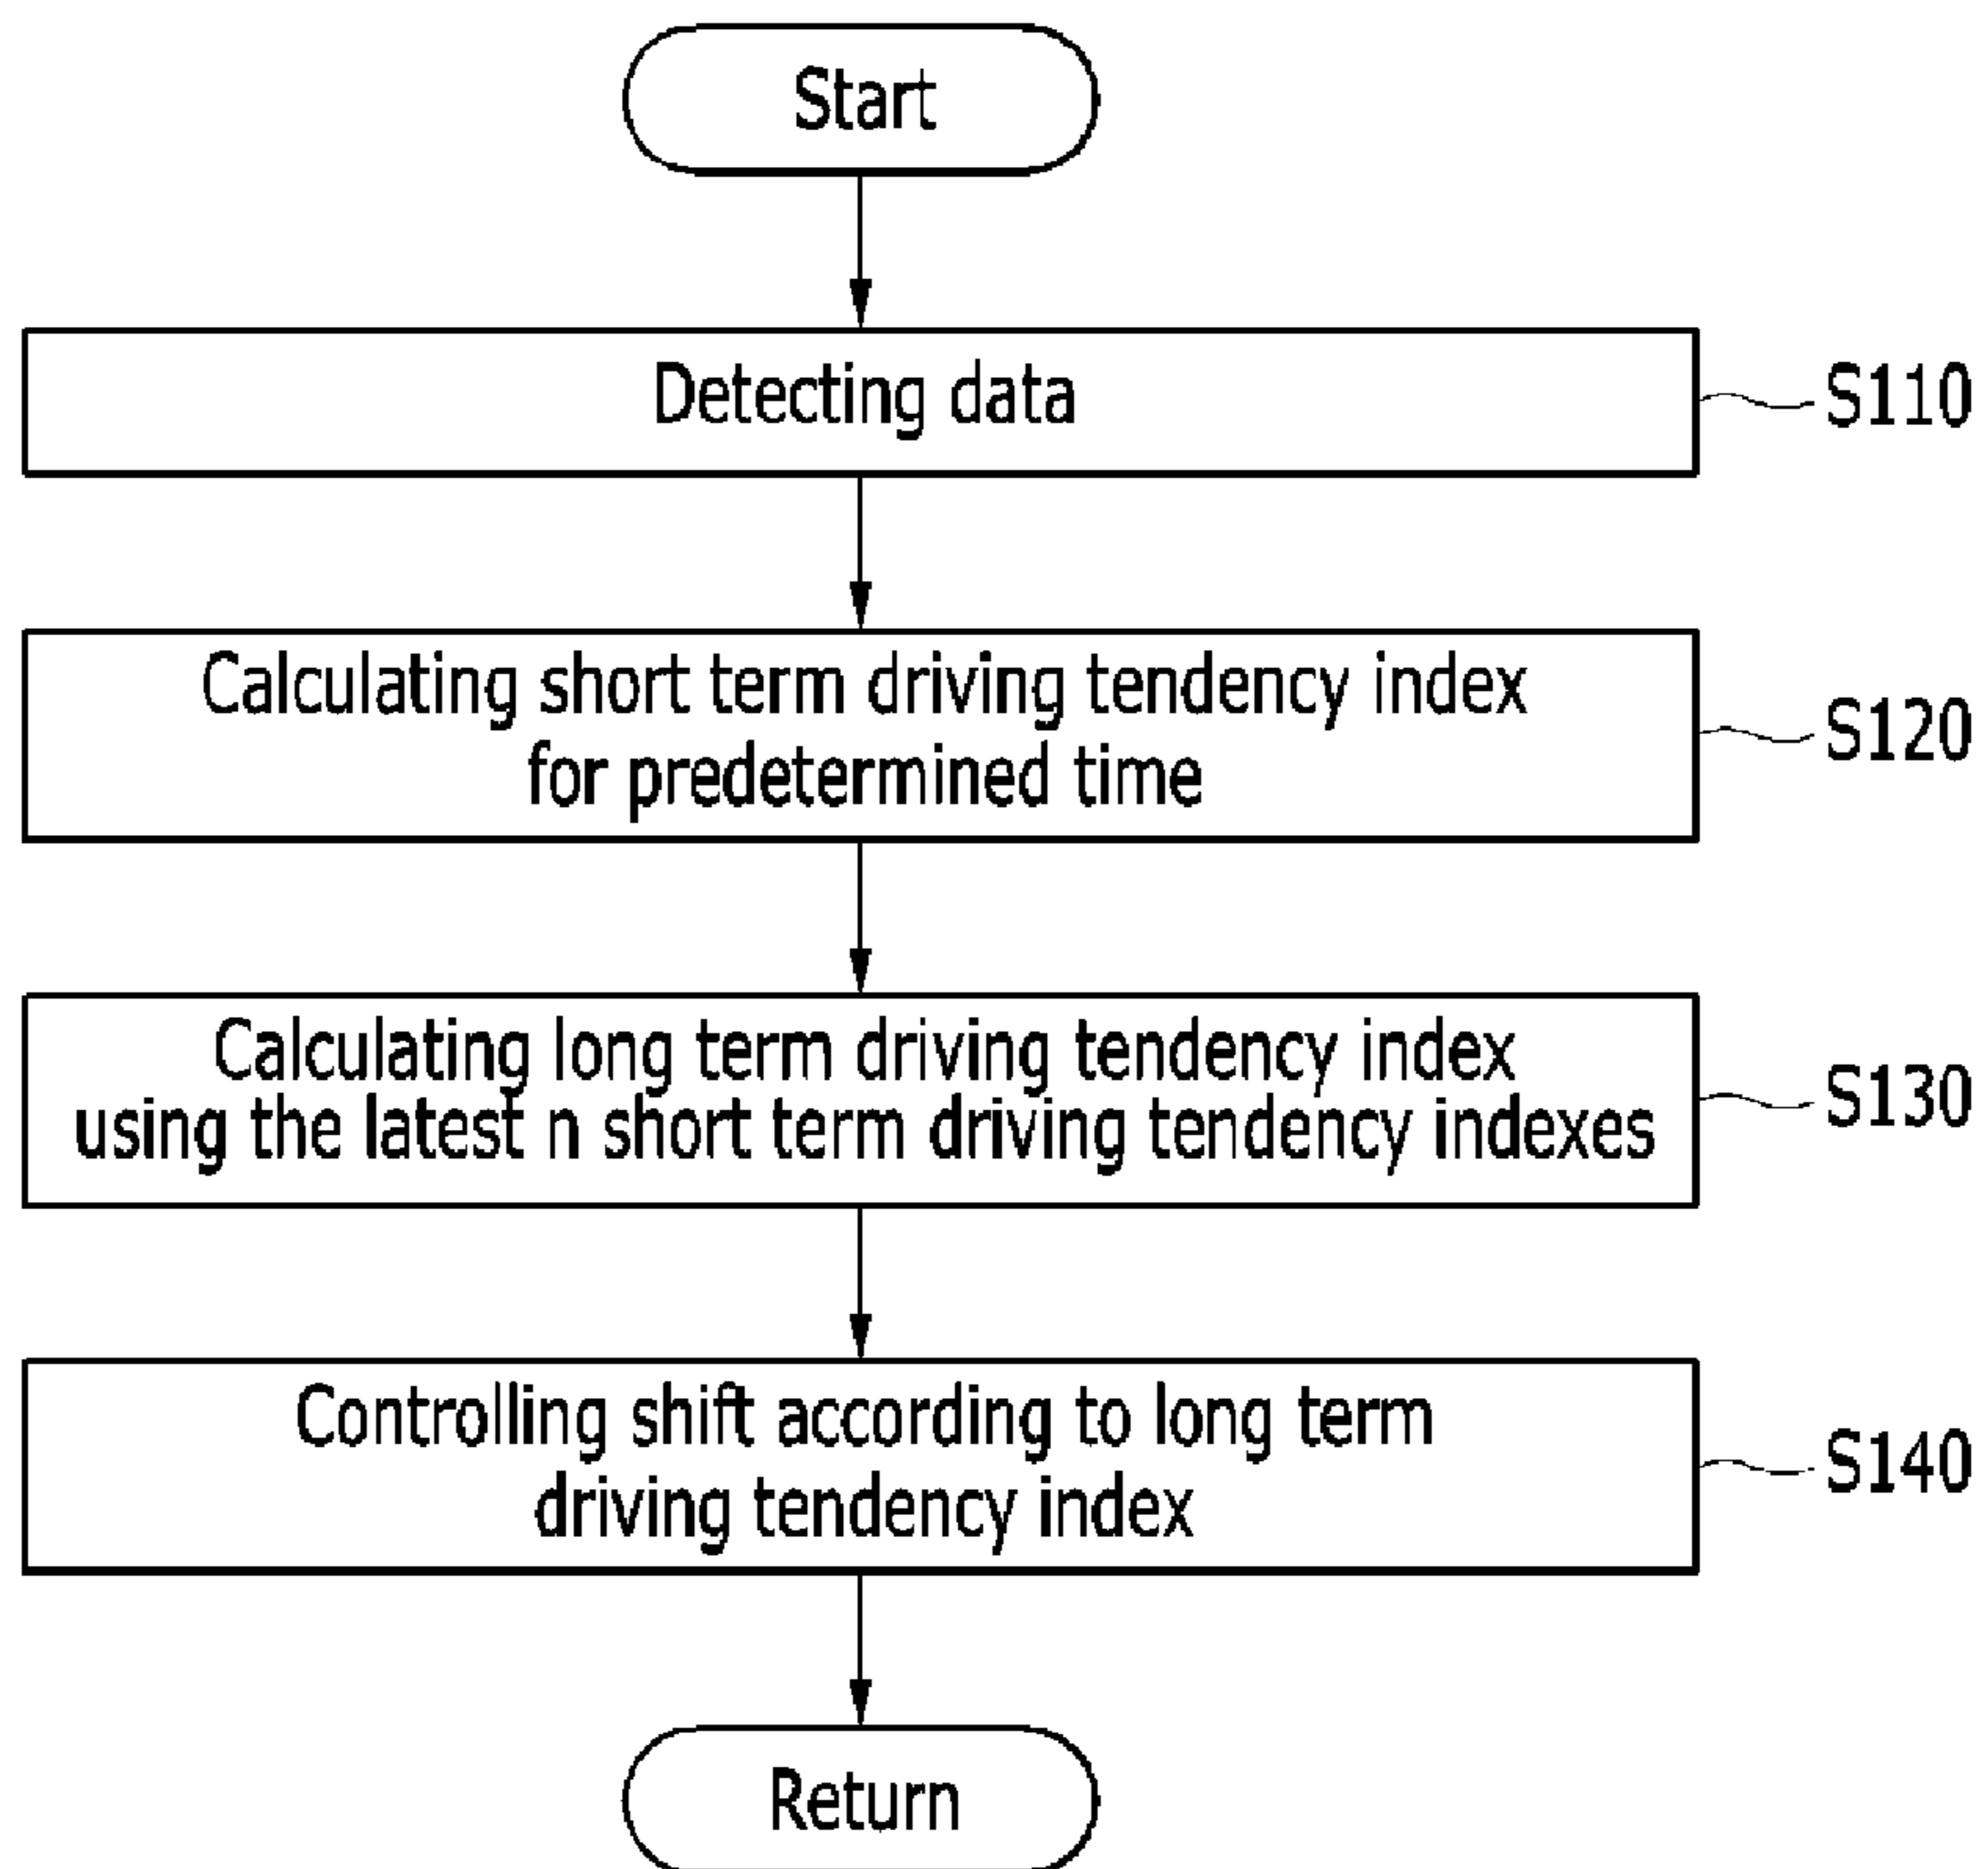 Start
Detecting data
S110
Calculating short term driving tendency index
for predetermined time
S120
Calculating long term driving tendency index
using the latest n short term driving tendency indexes
S130
Controlling shift according to long term
driving tendency index
S140
Return